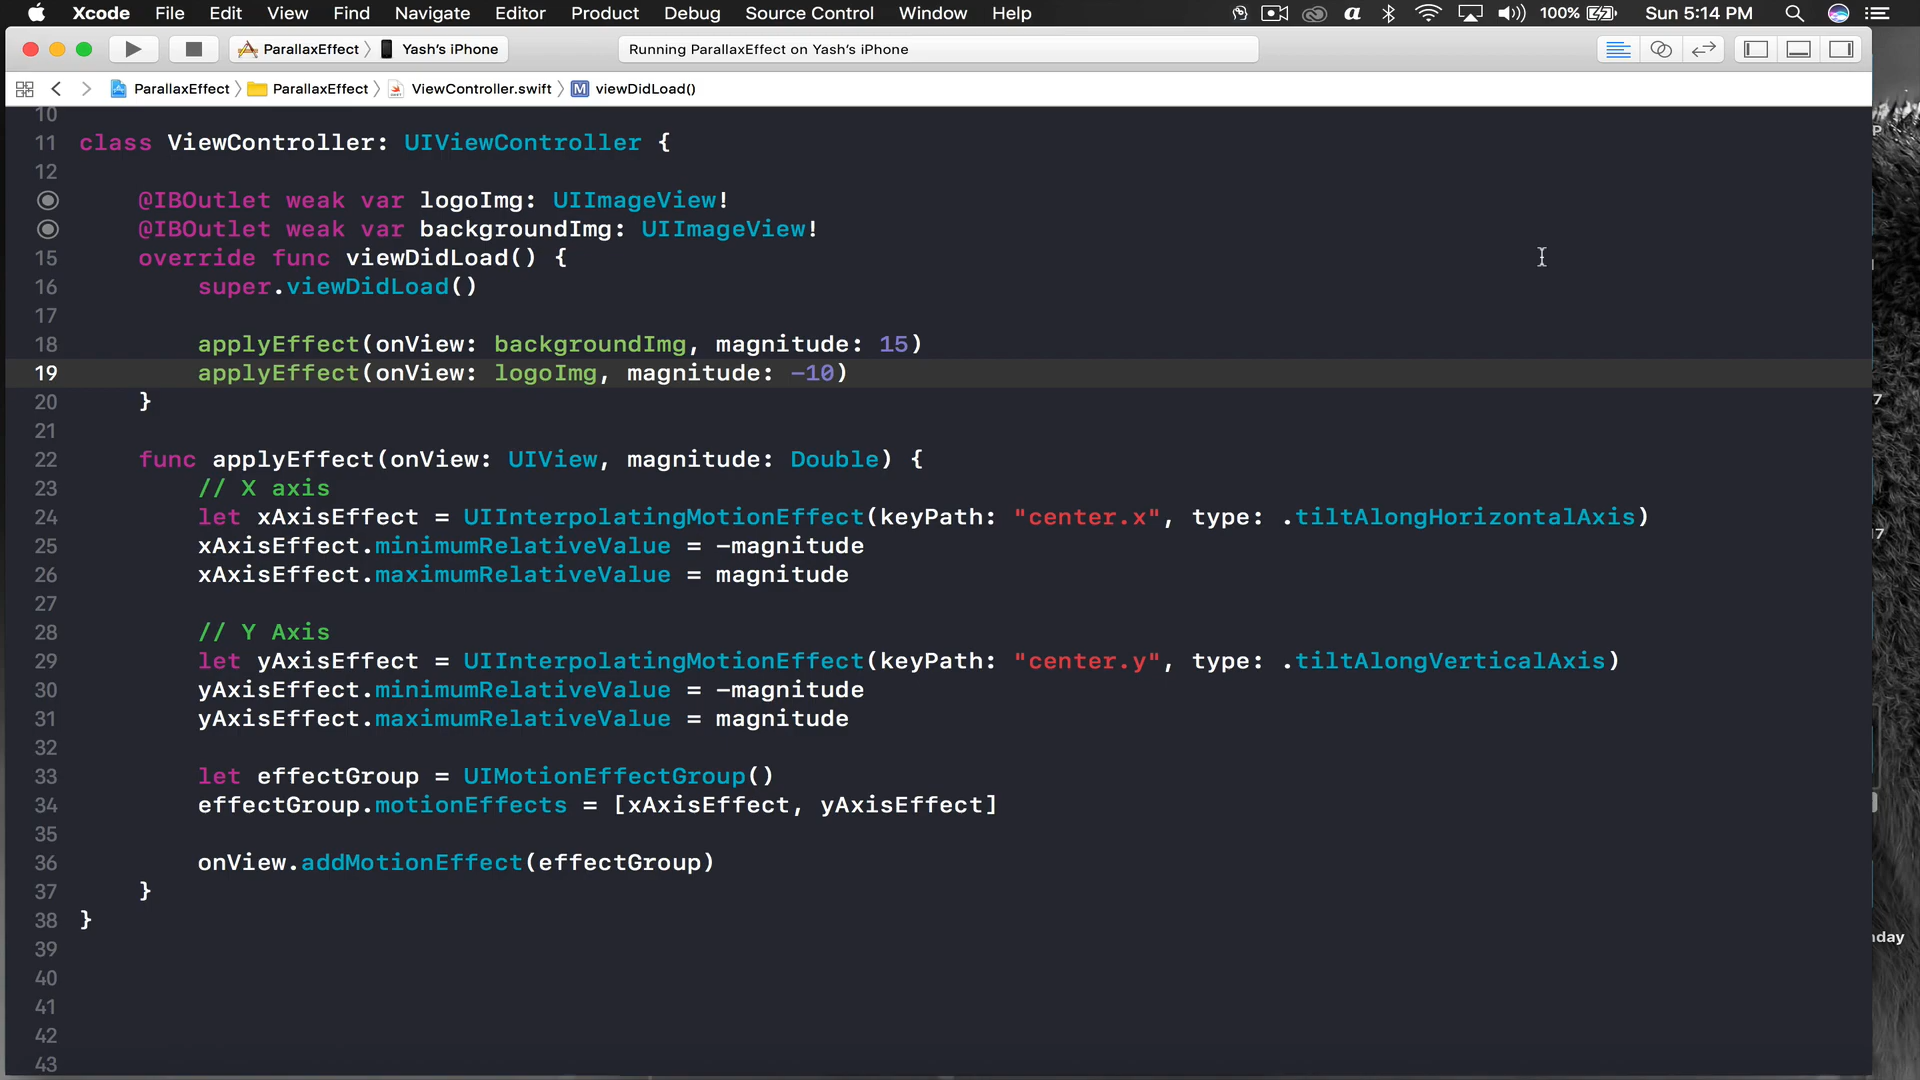 Xcode File Edit View Find Navigate Editor Product Debug Source Control Window Help 100% Sun 5:14 PM
ParallaxEffect Yash's iPhone Running ParallaxEffect on Yash's iPhone
ParallaxEffect ParallaxEffect ViewController.swift M viewDidLoad()
10
11 class ViewController: UIViewController {
12
@IBOutlet weak var logoImg: UIImageView!
@IBOutlet weak var backgroundImg: UIImageView!
15 override func viewDidLoad() {
16 super.viewDidLoad()
17
18 applyEffect(onView: backgroundImg, magnitude: 15)
19 applyEffect(onView: logoImg, magnitude: -10)
20 }
21
22 func applyEffect(onView: UIView, magnitude: Double) {
23 // X axis
24 let xAxisEffect = UIInterpolatingMotionEffect(keyPath: "center.x", type: .tiltAlongHorizontalAxis)
25 xAxisEffect.minimumRelativeValue = -magnitude
26 xAxisEffect.maximumRelativeValue = magnitude
27
28 // Y Axis
29 let yAxisEffect = UIInterpolatingMotionEffect(keyPath: "center.y", type: .tiltAlongVerticalAxis)
30 yAxisEffect.minimumRelativeValue = -magnitude
31 yAxisEffect.maximumRelativeValue = magnitude
32
33 let effectGroup = UIMotionEffectGroup()
34 effectGroup.motionEffects = [xAxisEffect, yAxisEffect]
35
36 onView.addMotionEffect(effectGroup)
37 }
38 }
39
40
41
42
43